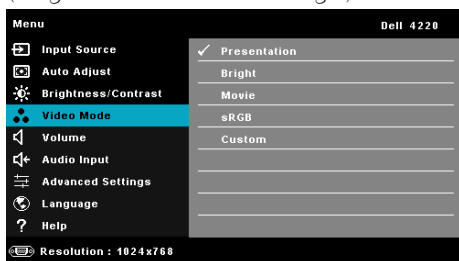 Menu
Dell 4220
Input Source
Auto Adjust
Brightness/Contrast
Video Mode
Volume
Audio Input
Advanced Settings
Language
? Help
Resolution : 1024x768
✓ Presentation
Bright
Movie
sRGB
Custom